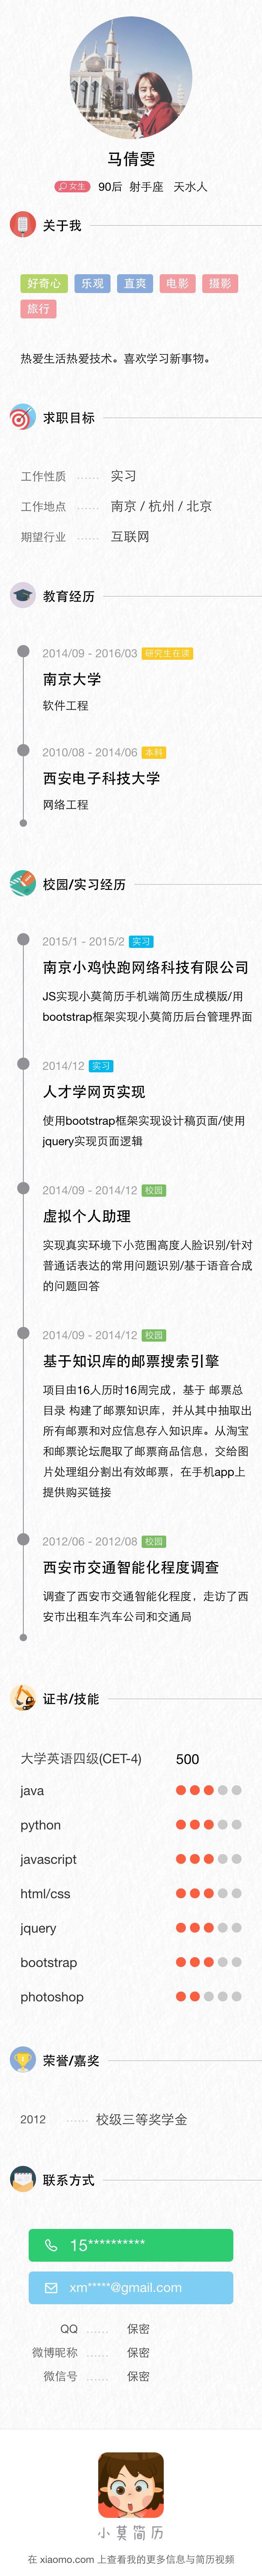 马倩雯
女生 90后 射手座 天水人
关于我
好奇心 乐观 直爽 电影 摄影
旅行
热爱生活热爱技术。喜欢学习新事物。
求职目标
工作性质 ...... 实习
工作地点 ...... 南京 / 杭州 / 北京
期望行业 ...... 互联网
教育经历
2014/09 - 2016/03 研究生在读
南京大学
软件工程
2010/08 - 2014/06 本科
西安电子科技大学
网络工程
校园/实习经历
2015/1 - 2015/2 实习
南京小鸡快跑网络科技有限公司
JS实现小莫简历手机端简历生成模版/用
bootstrap框架实现小莫简历后台管理界面
2014/12 实习
人才学网页实现
使用bootstrap框架实现设计稿页面/使用
jquery实现页面逻辑
2014/09 - 2014/12 校园
虚拟个人助理
实现真实环境下小范围高度人脸识别/针对
普通话表达的常用问题识别/基于语音合成
的问题回答
2014/09 - 2014/12 校园
基于知识库的邮票搜索引擎
项目由16人历时16周完成，基于 邮票总
目录 构建了邮票知识库，并从其中抽取出
所有邮票和对应信息存入知识库。从淘宝
和邮票论坛爬取了邮票商品信息，交给图
片处理组分割出有效邮票，在手机app上
提供购买链接
2012/06 - 2012/08 校园
西安市交通智能化程度调查
调查了西安市交通智能化程度，走访了西
安市出租车汽车公司和交通局
证书/技能
大学英语四级(CET-4) 500
java
python
javascript
html/css
jquery
bootstrap
photoshop
荣誉/嘉奖
2012 ...... 校级三等奖学金
联系方式
15**********
xm*****@gmail.com
QQ ...... 保密
微博昵称 ...... 保密
微信号 ...... 保密
小莫简历
在 xiaomo.com 上查看我的更多信息与简历视频